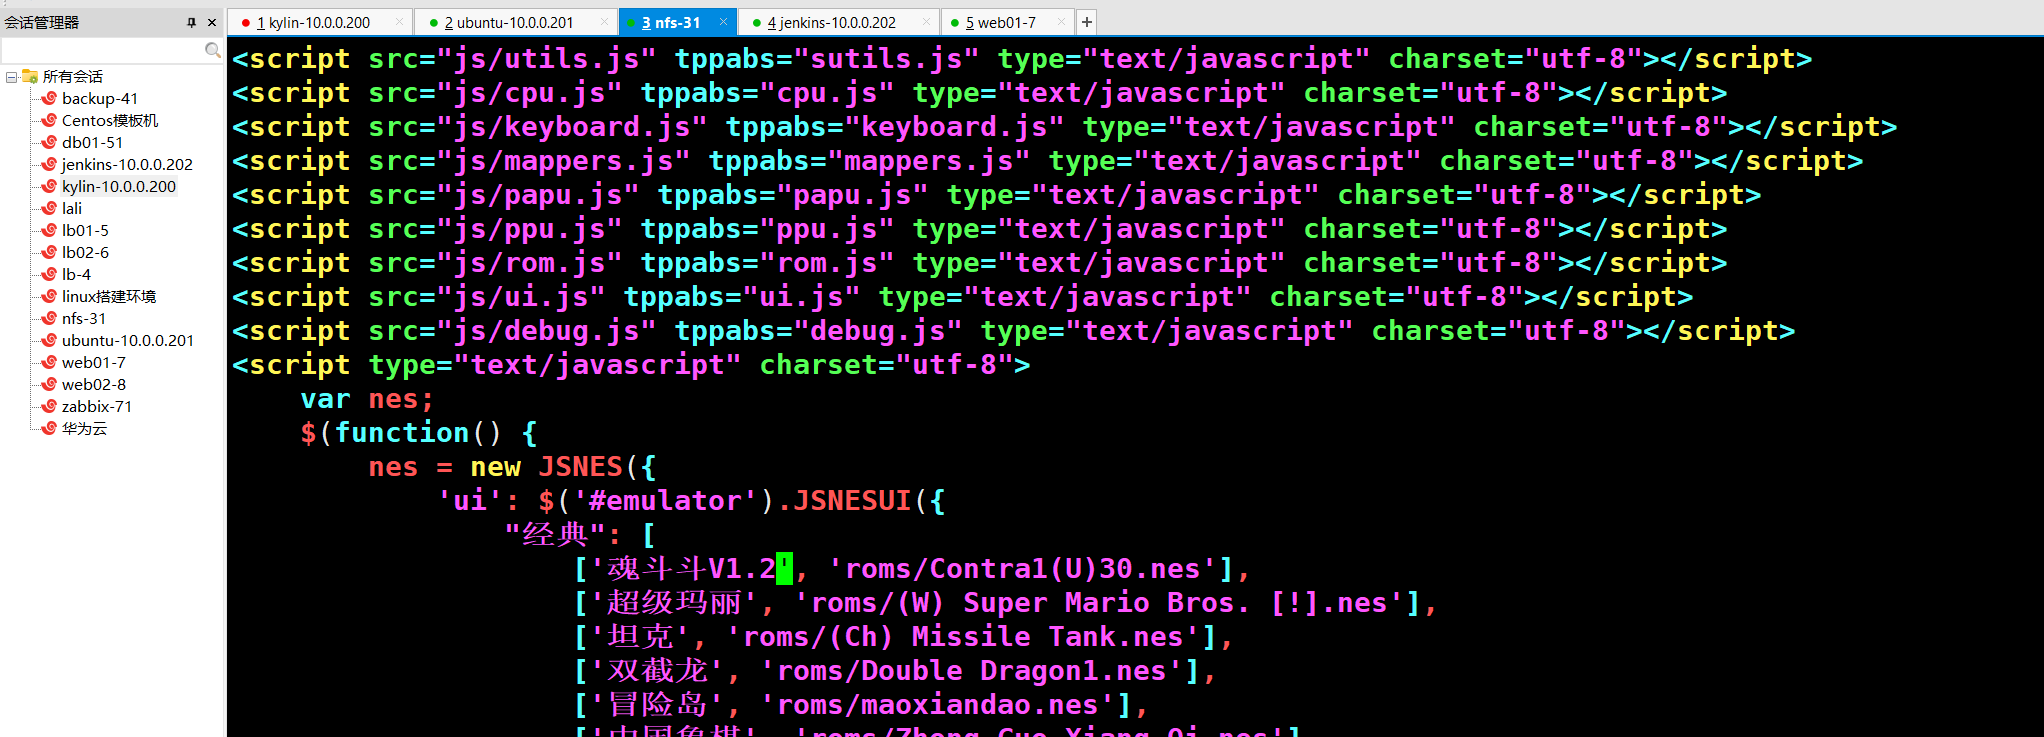 会话管理器
所有会话
backup-41
Centos模板机
db01-51
jenkins-10.0.0.202
kylin-10.0.0.200
lali
lb01-5
lb02-6
lb-4
linux搭建环境
nfs-31
ubuntu-10.0.0.201
web01-7
web02-8
zabbix-71
华为云
1 kylin-10.0.0.200
2 ubuntu-10.0.0.201
3 nfs-31
4 jenkins-10.0.0.202
5 web01-7
<script src="js/utils.js" tppabs="sutils.js" type="text/javascript" charset="utf-8"></script>
<script src="js/cpu.js" tppabs="cpu.js" type="text/javascript" charset="utf-8"></script>
<script src="js/keyboard.js" tppabs="keyboard.js" type="text/javascript" charset="utf-8"></script>
<script src="js/mappers.js" tppabs="mappers.js" type="text/javascript" charset="utf-8"></script>
<script src="js/papu.js" tppabs="papu.js" type="text/javascript" charset="utf-8"></script>
<script src="js/ppu.js" tppabs="ppu.js" type="text/javascript" charset="utf-8"></script>
<script src="js/rom.js" tppabs="rom.js" type="text/javascript" charset="utf-8"></script>
<script src="js/ui.js" tppabs="ui.js" type="text/javascript" charset="utf-8"></script>
<script src="js/debug.js" tppabs="debug.js" type="text/javascript" charset="utf-8"></script>
<script type="text/javascript" charset="utf-8">
var nes;
$(function() {
nes = new JSNES({
'ui': $('#emulator').JSNESUI({
"经典": [
['魂斗斗V1.2', 'roms/Contra1(U)30.nes'],
['超级玛丽', 'roms/(W) Super Mario Bros. [!].nes'],
['坦克', 'roms/(Ch) Missile Tank.nes'],
['双截龙', 'roms/Double Dragon1.nes'],
['冒险岛', 'roms/maoxiandao.nes'],
['中国象棋', 'roms/Zhong Guo Xiang Qi.nes']